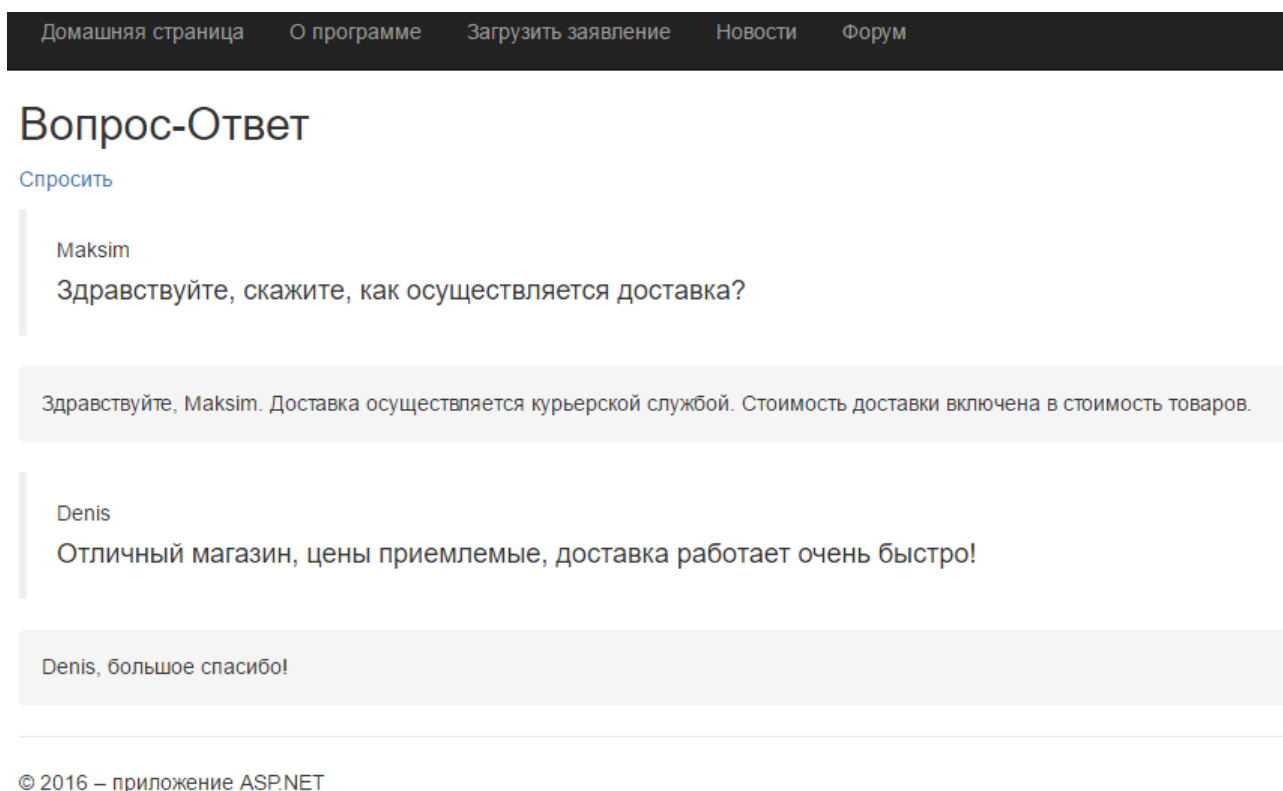 Домашняя страница О программе Загрузить заявление Новости Форум
Вопрос-Ответ
Спросить
Maksim
Здравствуйте, скажите, как осуществляется доставка?
Здравствуйте, Maksim. Доставка осуществляется курьерской службой. Стоимость доставки включена в стоимость товаров.
Denis
Отличный магазин, цены приемлемые, доставка работает очень быстро!
Denis, большое спасибо!
© 2016 – приложение ASP.NET